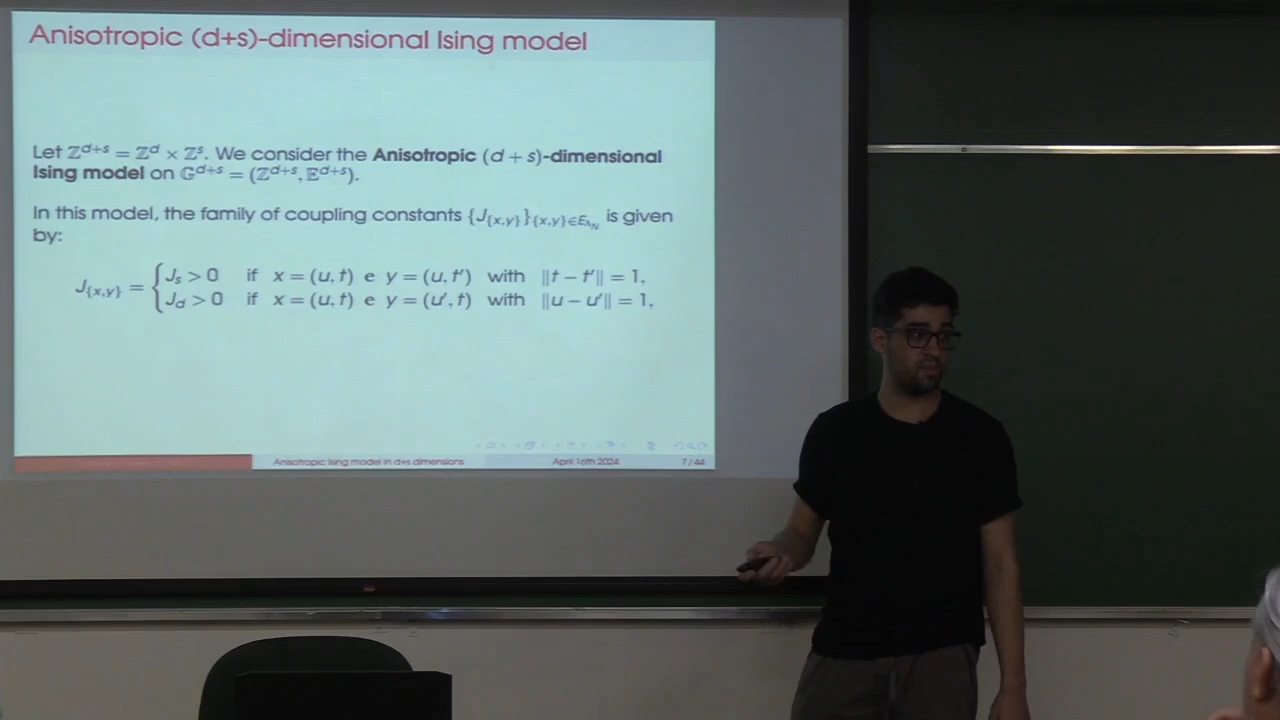 Anisotropic (d+s)-dimensional Ising model
Let ℤ^{d+s} = ℤ^d × ℤ^s. We consider the Anisotropic (d + s)-dimensional
Ising model on 𝔾^{d+s} = (ℤ^{d+s}, 𝔼^{d+s}).
In this model, the family of coupling constants {J_{{x,y}}}_{{x,y}∈E_{Λ_N}} is given
by:
J_{{x,y}} = { J_s > 0 if x = (u, t) e y = (u, t′) with ‖t − t′‖ = 1,
J_d > 0 if x = (u, t) e y = (u′, t) with ‖u − u′‖ = 1,
Anisotropic Ising model in d+s dimensions April 16th 2024 7 / 44